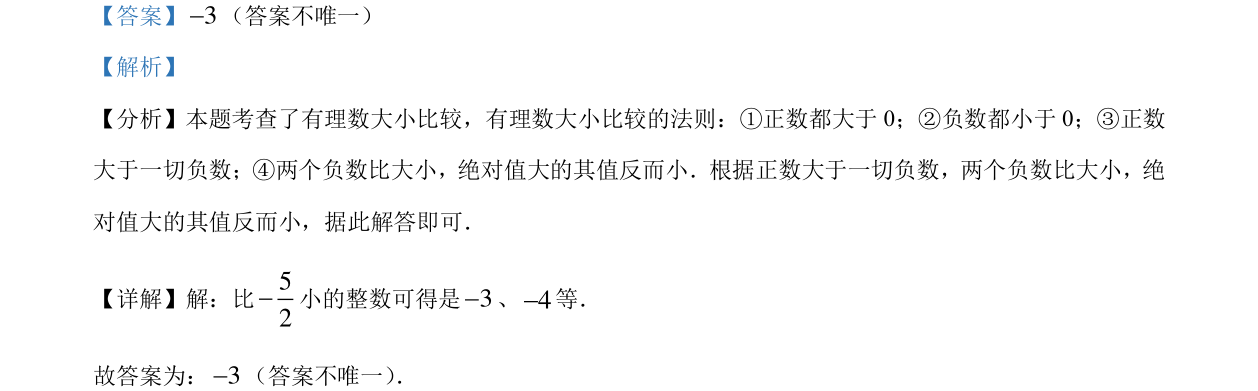 【答案】−3（答案不唯一）
【解析】
【分析】本题考查了有理数大小比较，有理数大小比较的法则：①正数都大于 0；②负数都小于 0；③正数
大于一切负数；④两个负数比大小，绝对值大的其值反而小．根据正数大于一切负数，两个负数比大小，绝
对值大的其值反而小，据此解答即可．
【详解】解：比−5/2小的整数可得是−3、−4等．
故答案为：−3（答案不唯一）．